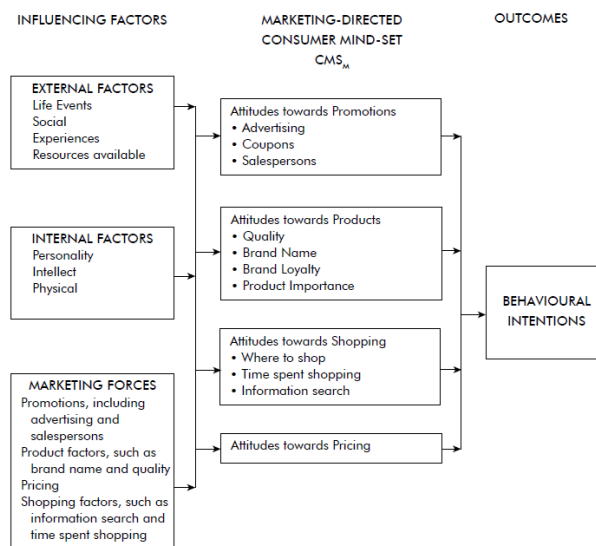 INFLUENCING FACTORS
MARKETING-DIRECTED
CONSUMER MIND-SET
CMSM
OUTCOMES
EXTERNAL FACTORS
Life Events
Social
Experiences
Resources available
INTERNAL FACTORS
Personality
Intellect
Physical
MARKETING FORCES
Promotions, including
advertising and
salespersons
Product factors, such as
brand name and quality
Pricing
Shopping factors, such as
information search and
time spent shopping
Attitudes towards Promotions
• Advertising
• Coupons
• Salespersons
Attitudes towards Products
• Quality
• Brand Name
• Brand Loyalty
• Product Importance
Attitudes towards Shopping
• Where to shop
• Time spent shopping
• Information search
Attitudes towards Pricing
BEHAVIOURAL
INTENTIONS